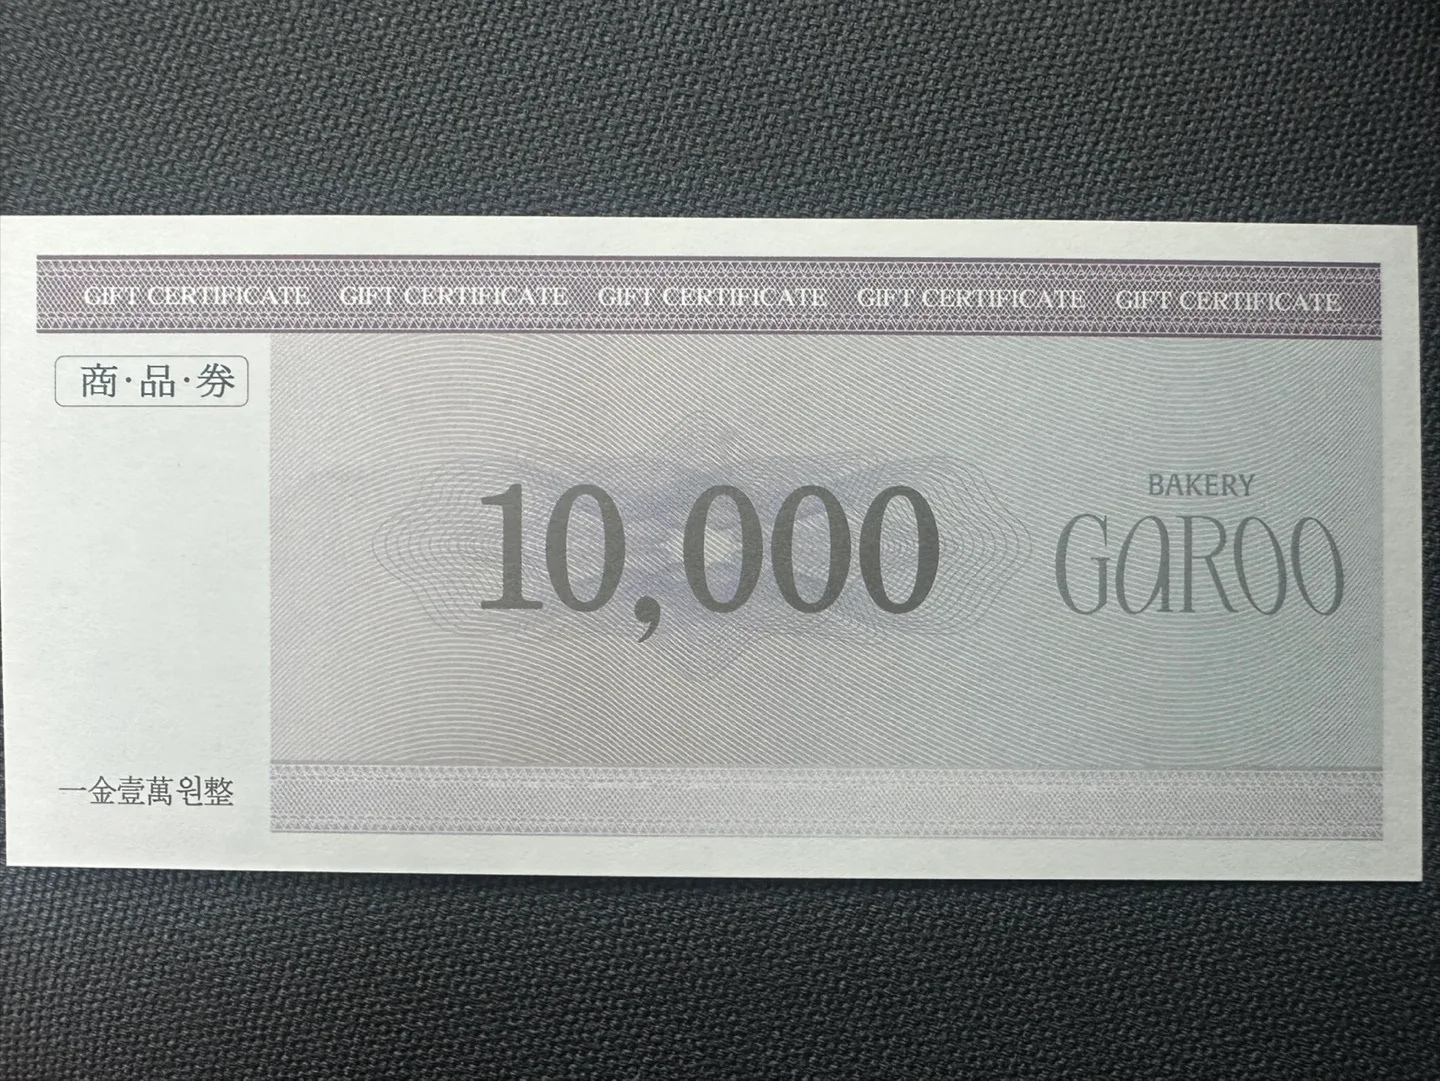 GIFT CERTIFICATE GIFT CERTIFICATE GIFT CERTIFICATE GIFT CERTIFICATE GIFT CERTIFICATE
商·品·券
10,000
BAKERY
GaROO
一金壹萬원整